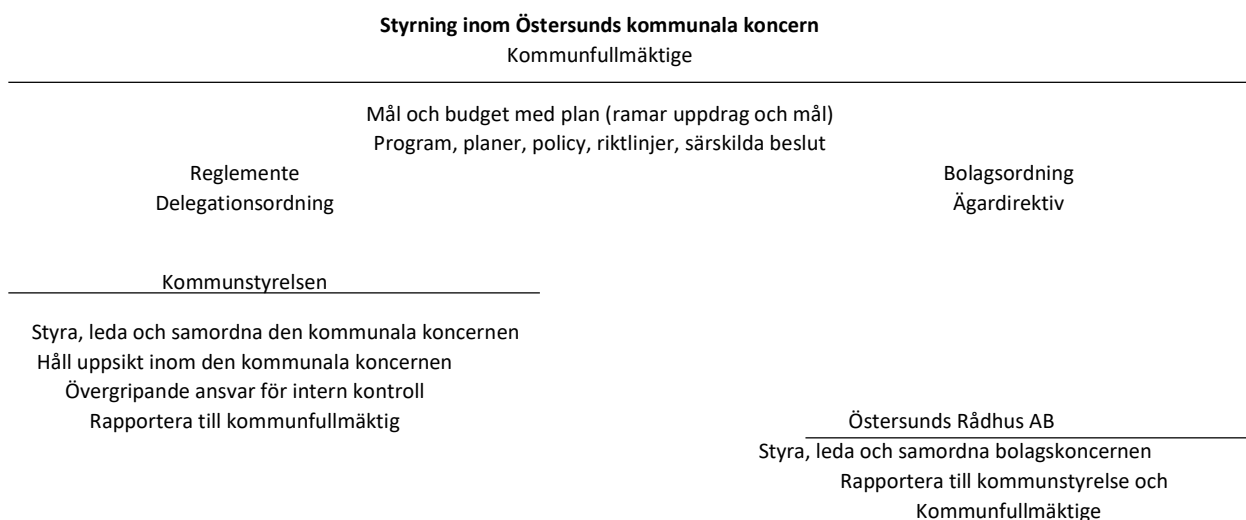 Styrning inom Östersunds kommunala koncern
Kommunfullmäktige
Mål och budget med plan (ramar uppdrag och mål)
Program, planer, policy, riktlinjer, särskilda beslut
Reglemente
Delegationsordning
Bolagsordning
Ägardirektiv
Kommunstyrelsen
Styra, leda och samordna den kommunala koncernen
Håll uppsikt inom den kommunala koncernen
Övergripande ansvar för intern kontroll
Rapportera till kommunfullmäktig
Östersunds Rådhus AB
Styra, leda och samordna bolagskoncernen
Rapportera till kommunstyrelse och
Kommunfullmäktige